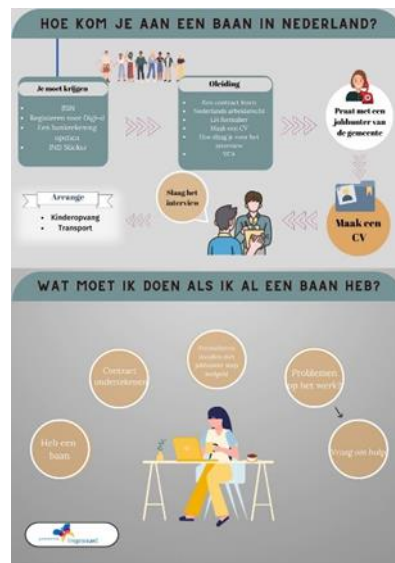 HOE KOM JE AAN EEN BAAN IN NEDERLAND?
Je moet krijgen
BSN
Registreren voor Digi-d
Een bankrekening
openen
IND Sticker
Oleiding
Een contract lezen
Nederlands arbeidsrecht
Lijst
Maak een CV
Hoe slaag je voor het
interview
Praat met een
jobhunter van
de gemeente
Maak een
CV
Slaag het
interview
Arrange
Kinderopvang
Transport
WAT MOET IK DOEN ALS IK AL EEN BAAN HEB?
Heb een
baan
Contract
ondertekenen
jobhunter
Problemen
op het werk?
Vraag om hulp